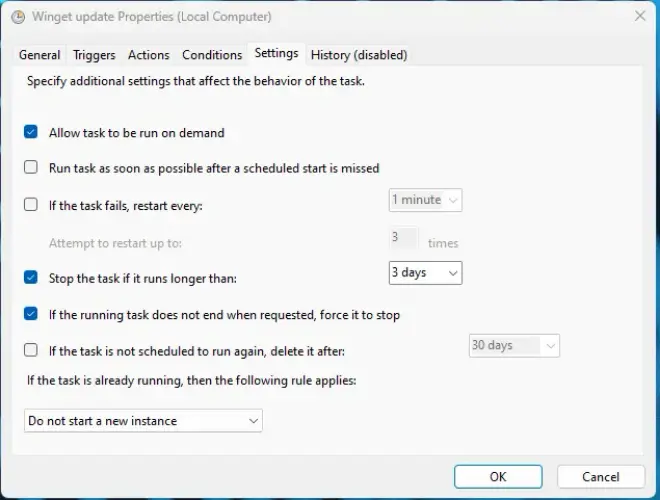 Winget update Properties (Local Computer)
General Triggers Actions Conditions Settings History (disabled)
Specify additional settings that affect the behavior of the task.
Allow task to be run on demand
Run task as soon as possible after a scheduled start is missed
If the task fails, restart every: 1 minute
Attempt to restart up to: 3 times
Stop the task if it runs longer than: 3 days
If the running task does not end when requested, force it to stop
If the task is not scheduled to run again, delete it after: 30 days
If the task is already running, then the following rule applies:
Do not start a new instance
OK Cancel